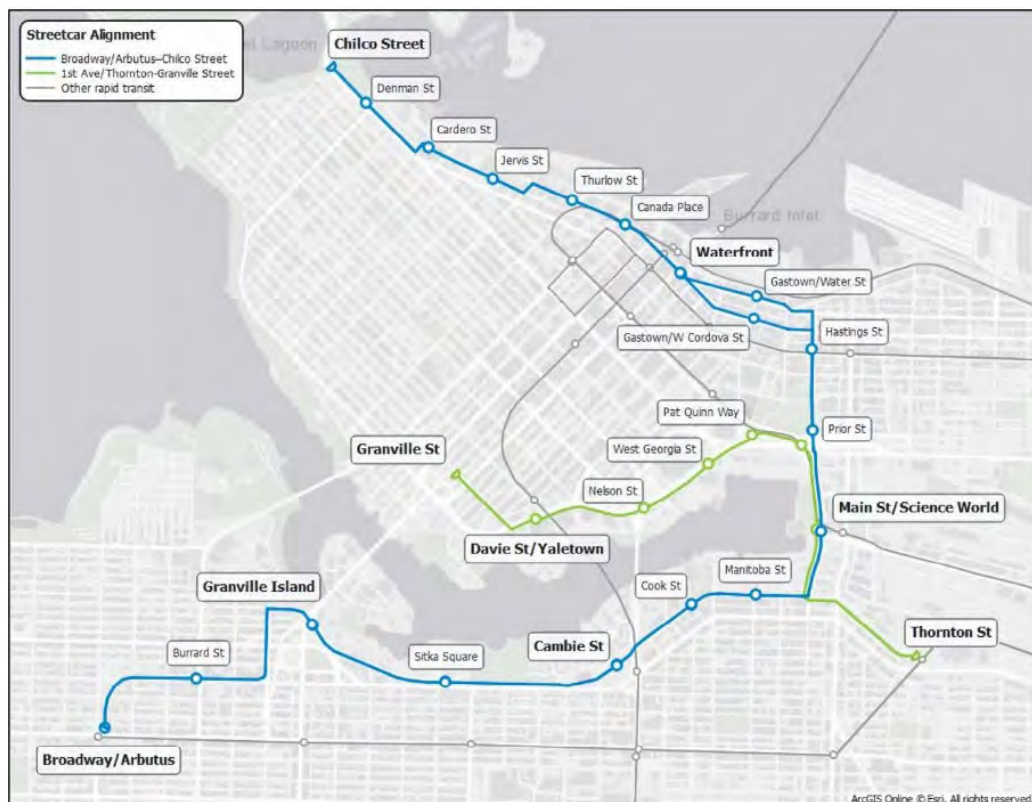 Streetcar Alignment
Broadway/Arbutus–Chilco Street
1st Ave/Thornton-Granville Street
Other rapid transit
Lagoon
Chilco Street
Denman St
Cardero St
Jervis St
Thurlow St
Canada Place
Burrard Inlet
Waterfront
Gastown/Water St
Gastown/W Cordova St
Hastings St
Pat Quinn Way
Prior St
Granville St
West Georgia St
Nelson St
Main St/Science World
Davie St/Yaletown
Manitoba St
Granville Island
Cook St
Thornton St
Burrard St
Sitka Square
Cambie St
Broadway/Arbutus
ArcGIS Online © Esri. All rights reserved